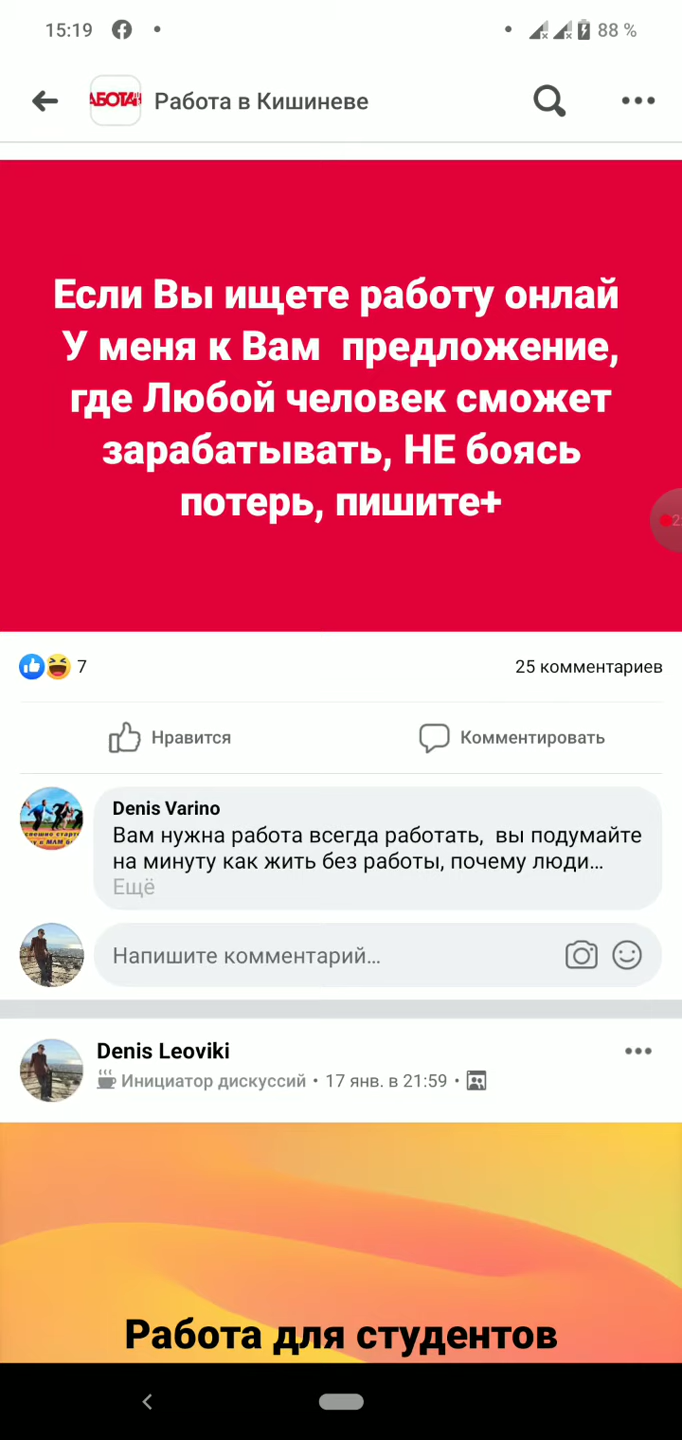 15:19
88 %
АБОТА
Работа в Кишиневе
Если Вы ищете работу онлай
У меня к Вам предложение,
где Любой человек сможет
зарабатывать, НЕ боясь
потерь, пишите+
2
7
25 комментариев
Нравится
Комментировать
Denis Varino
Вам нужна работа всегда работать, вы подумайте
на минуту как жить без работы, почему люди...
Ещё
Напишите комментарий...
Denis Leoviki
Инициатор дискуссий • 17 янв. в 21:59 •
Работа для студентов